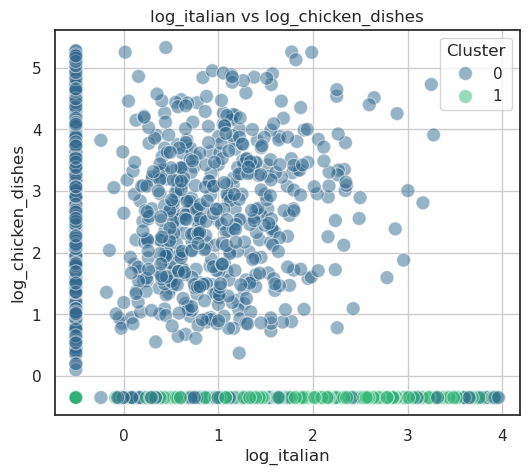 log_italian vs log_chicken_dishes
Cluster
0
1
5
4
3
2
1
0
log_chicken_dishes
0 1 2 3 4
log_italian